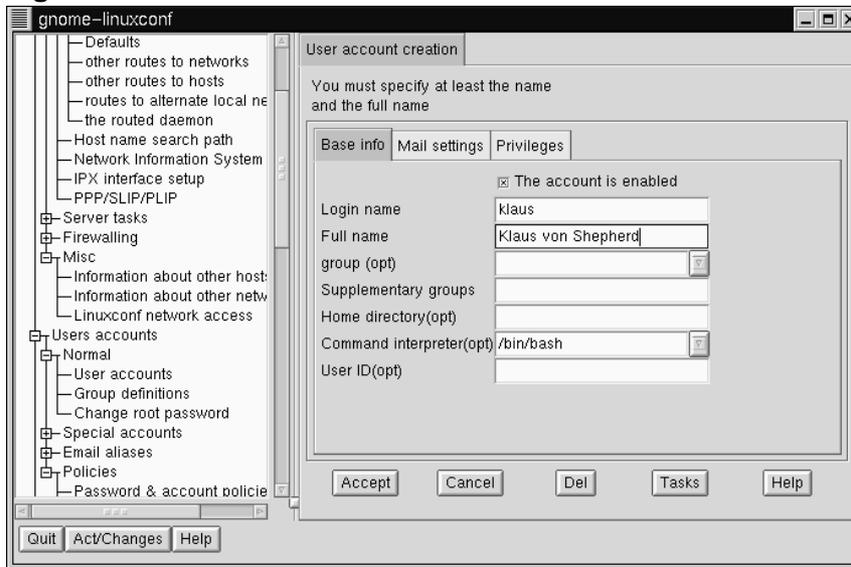 gnome-linuxconf
Defaults
other routes to networks
other routes to hosts
routes to alternate local ne
the routed daemon
Host name search path
Network Information System
IPX interface setup
PPP/SLIP/PLIP
Server tasks
Firewalling
Misc
Information about other hosts
Information about other netw
Linuxconf network access
Users accounts
Normal
User accounts
Group definitions
Change root password
Special accounts
Email aliases
Policies
Password & account policie
User account creation
You must specify at least the name
and the full name
Base info Mail settings Privileges
The account is enabled
Login name klaus
Full name Klaus von Shepherd
group (opt)
Supplementary groups
Home directory(opt)
Command interpreter(opt) /bin/bash
User ID(opt)
Accept Cancel Del Tasks Help
Quit Act/Changes Help